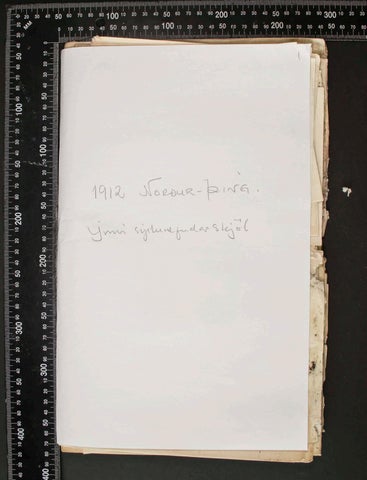 1912 NORÐUR-ÞING.
ýmis sýslunefndarskjöl